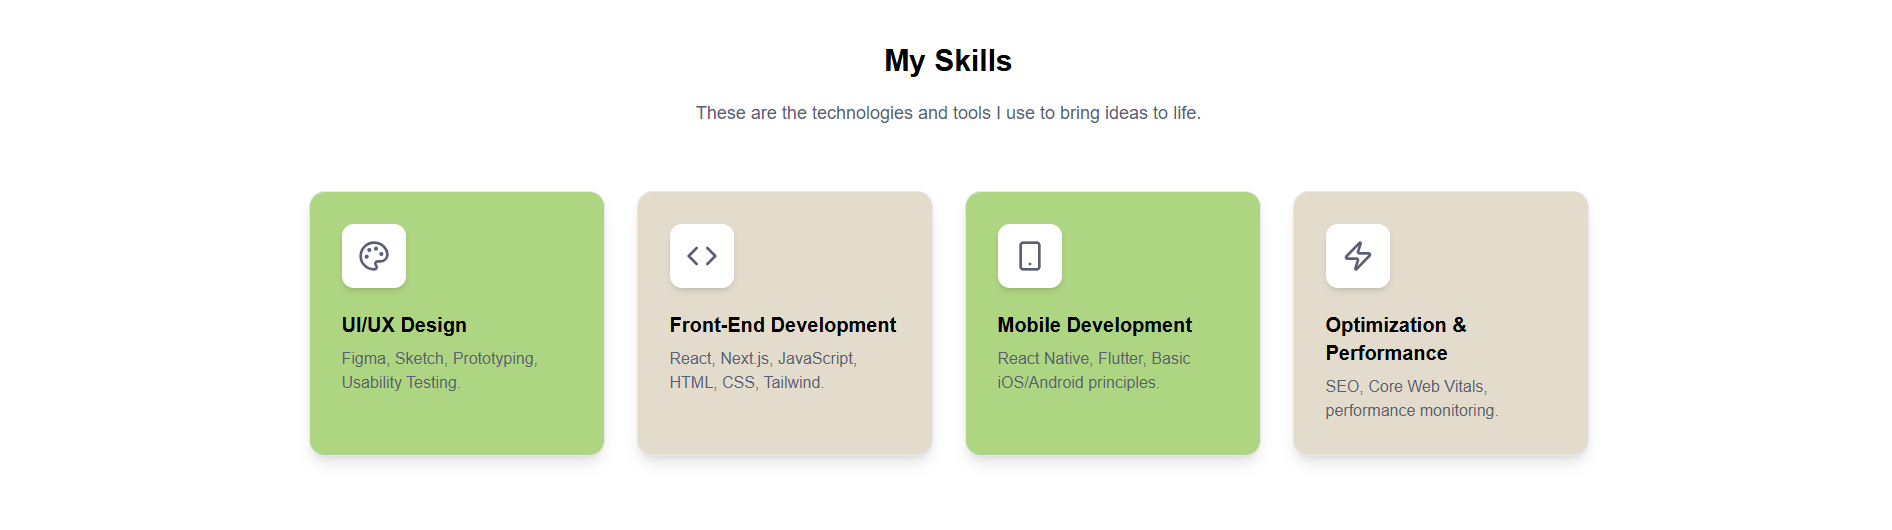 My Skills
These are the technologies and tools I use to bring ideas to life.
UI/UX Design
Figma, Sketch, Prototyping,
Usability Testing.
Front-End Development
React, Next.js, JavaScript,
HTML, CSS, Tailwind.
Mobile Development
React Native, Flutter, Basic
iOS/Android principles.
Optimization &
Performance
SEO, Core Web Vitals,
performance monitoring.